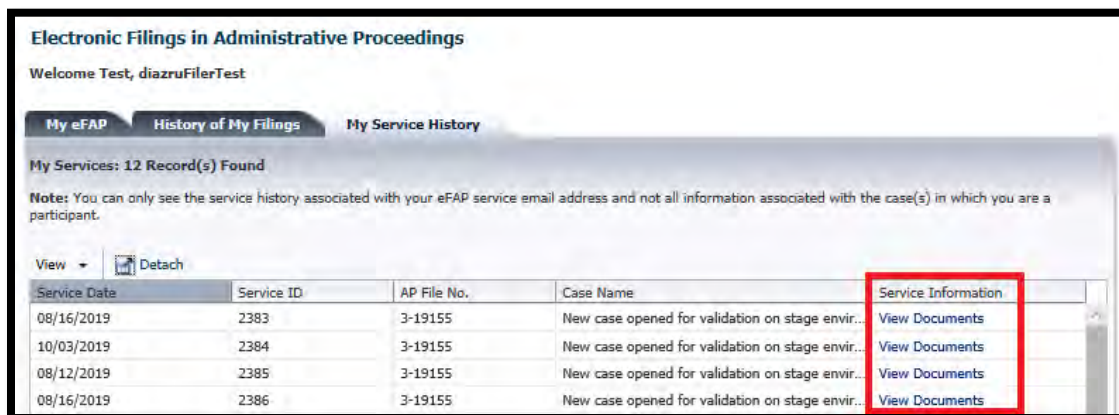 Electronic Filings in Administrative Proceedings
Welcome Test, diazruFilerTest
My eFAP History of My Filings My Service History
My Services: 12 Record(s) Found
Note: You can only see the service history associated with your eFAP service email address and not all information associated with the case(s) in which you are a
participant.
View Detach
Service Date Service ID AP File No. Case Name Service Information
08/16/2019 2383 3-19155 New case opened for validation on stage envir... View Documents
10/03/2019 2384 3-19155 New case opened for validation on stage envir... View Documents
08/12/2019 2385 3-19155 New case opened for validation on stage envir... View Documents
08/16/2019 2386 3-19155 New case opened for validation on stage envir... View Documents